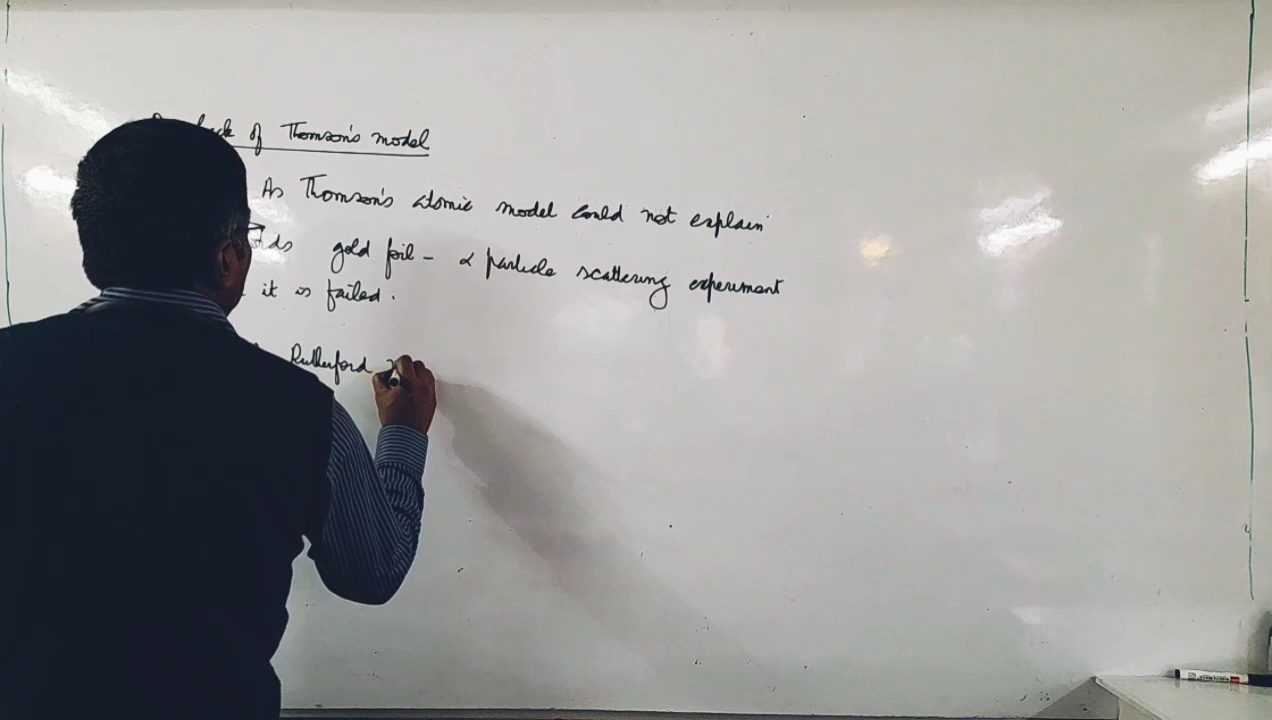 of Thomson's model
As Thomson's atomic model could not explain
gold foil - α particle scattering experiment
it is failed.
Rutherford